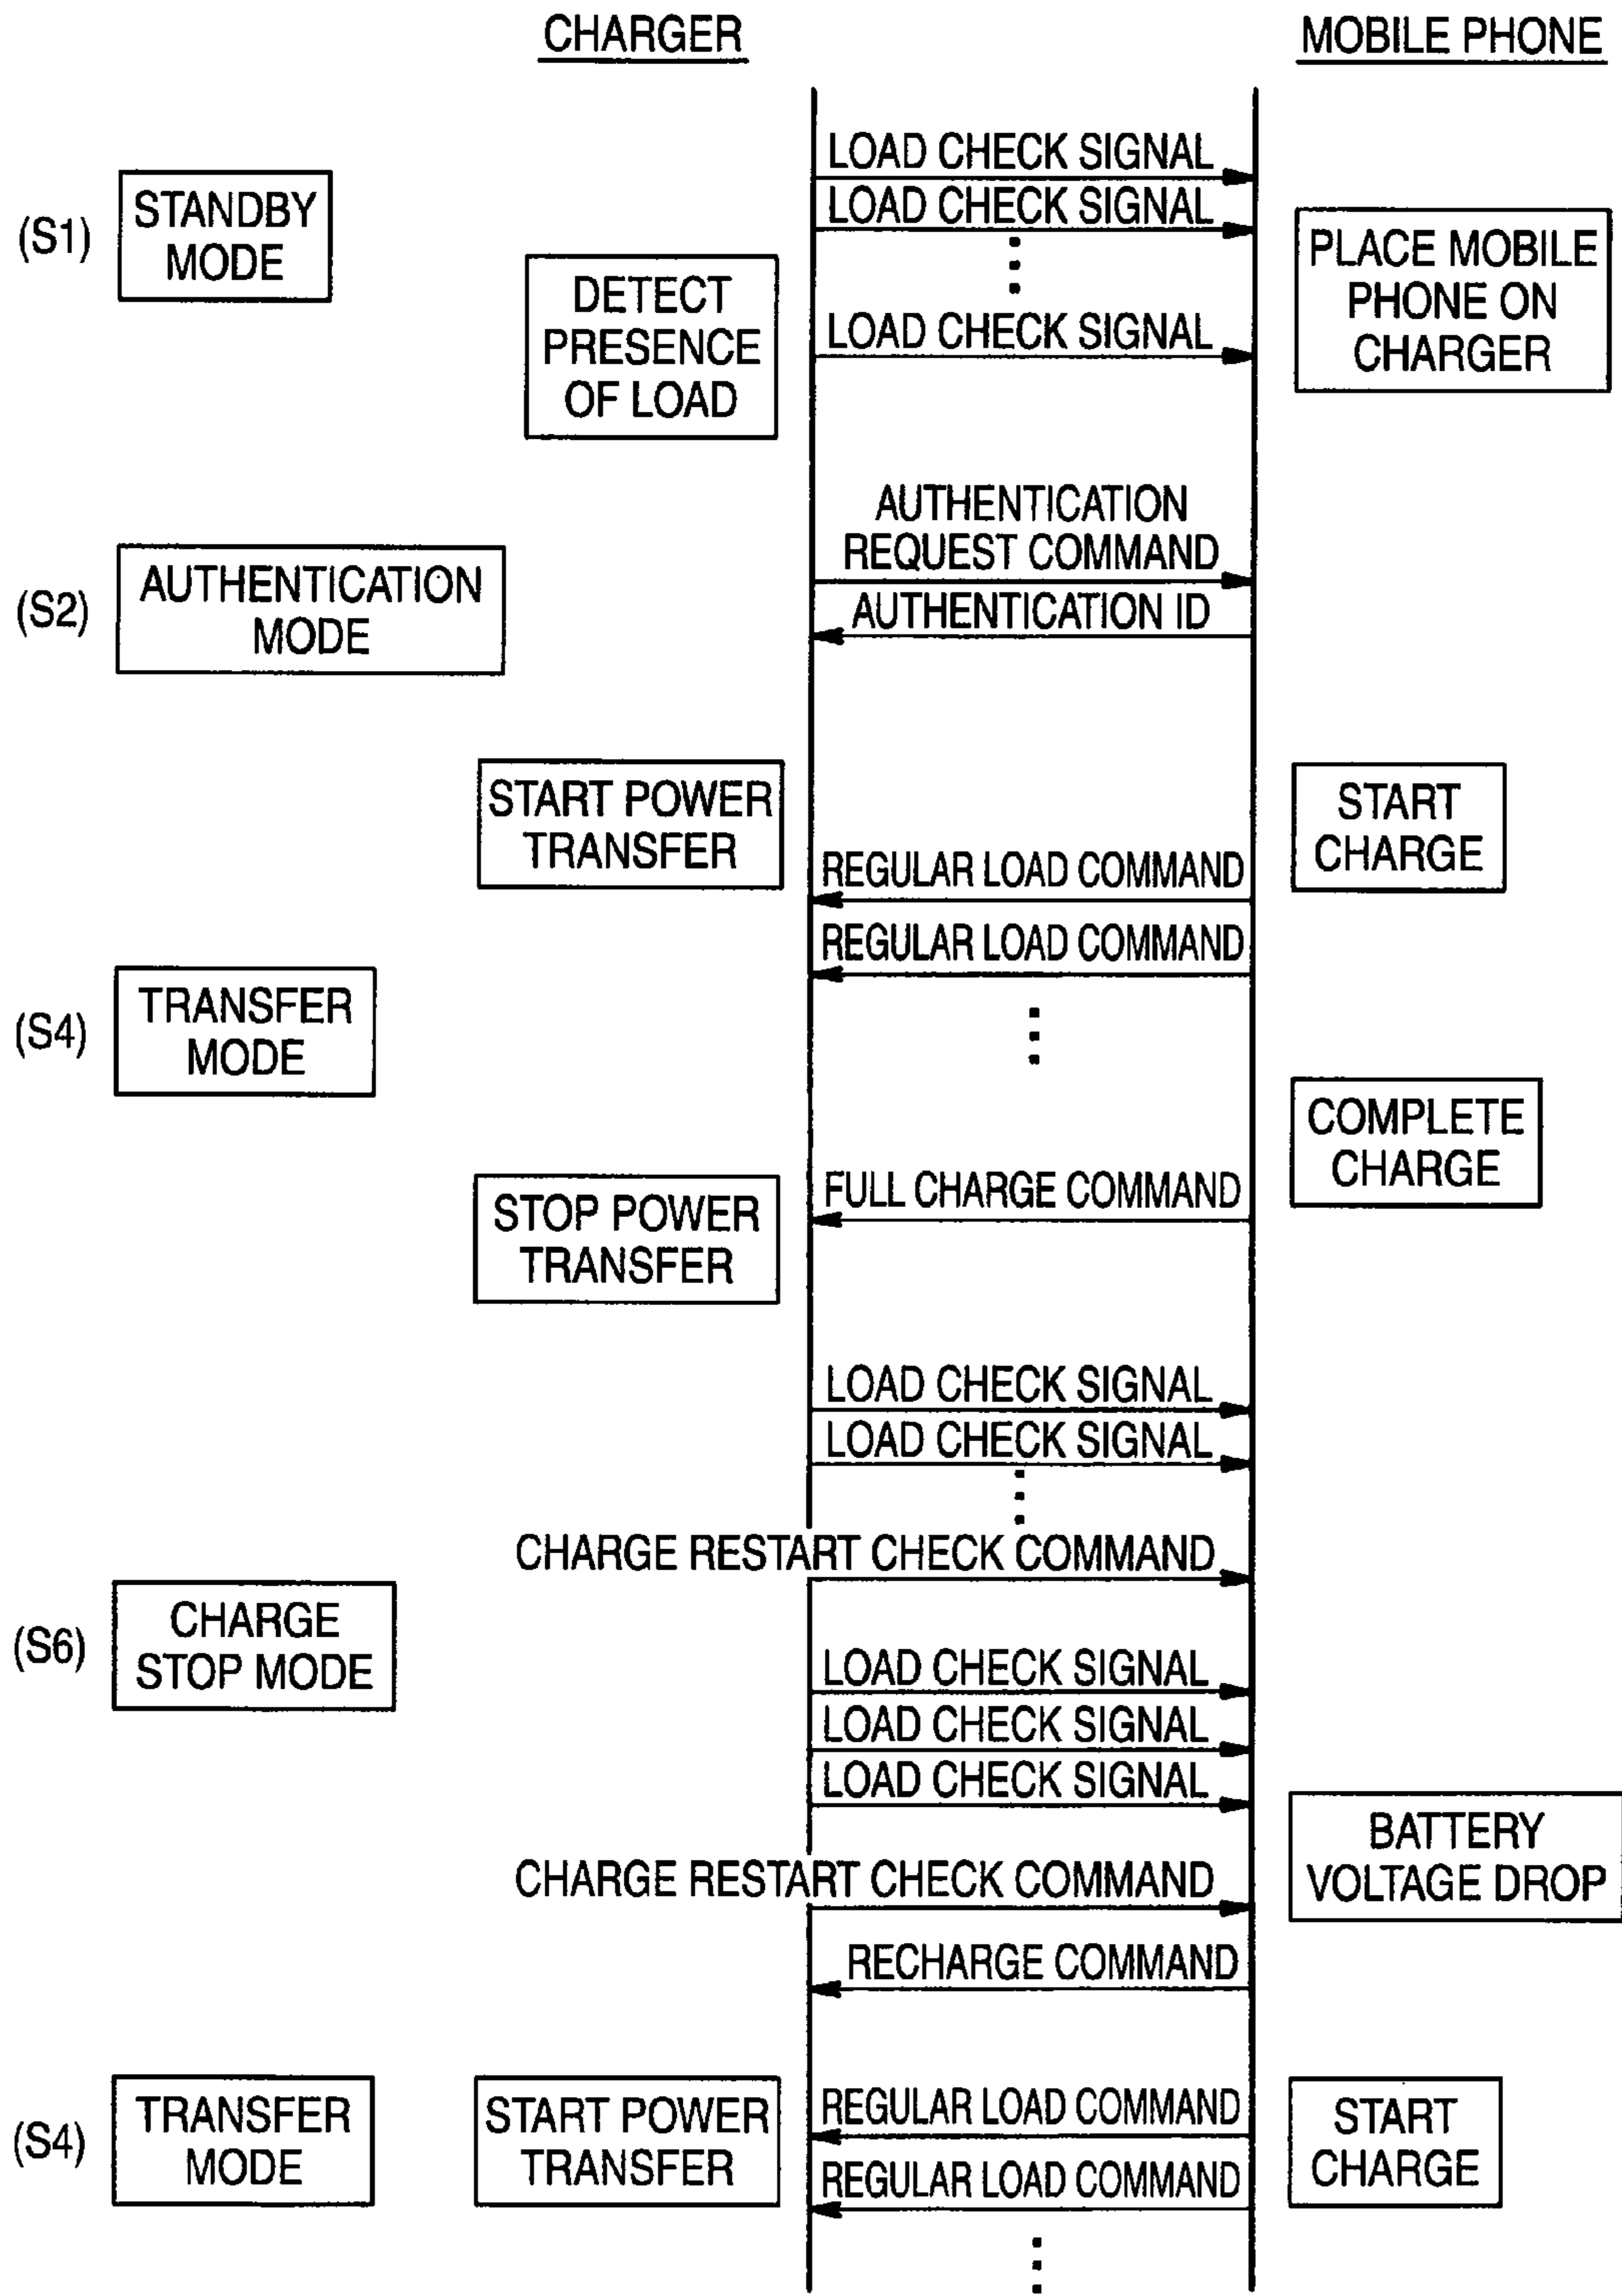 CHARGER
MOBILE PHONE
LOAD CHECK SIGNAL
LOAD CHECK SIGNAL
(S1)
STANDBY
MODE
PLACE MOBILE
PHONE ON
CHARGER
DETECT
PRESENCE
OF LOAD
LOAD CHECK SIGNAL
AUTHENTICATION
REQUEST COMMAND
(S2)
AUTHENTICATION
MODE
AUTHENTICATION ID
START POWER
TRANSFER
START
CHARGE
REGULAR LOAD COMMAND
REGULAR LOAD COMMAND
(S4)
TRANSFER
MODE
COMPLETE
CHARGE
FULL CHARGE COMMAND
STOP POWER
TRANSFER
LOAD CHECK SIGNAL
LOAD CHECK SIGNAL
CHARGE RESTART CHECK COMMAND
(S6)
CHARGE
STOP MODE
LOAD CHECK SIGNAL
LOAD CHECK SIGNAL
LOAD CHECK SIGNAL
BATTERY
VOLTAGE DROP
CHARGE RESTART CHECK COMMAND
RECHARGE COMMAND
(S4)
TRANSFER
MODE
START POWER
TRANSFER
REGULAR LOAD COMMAND
REGULAR LOAD COMMAND
START
CHARGE